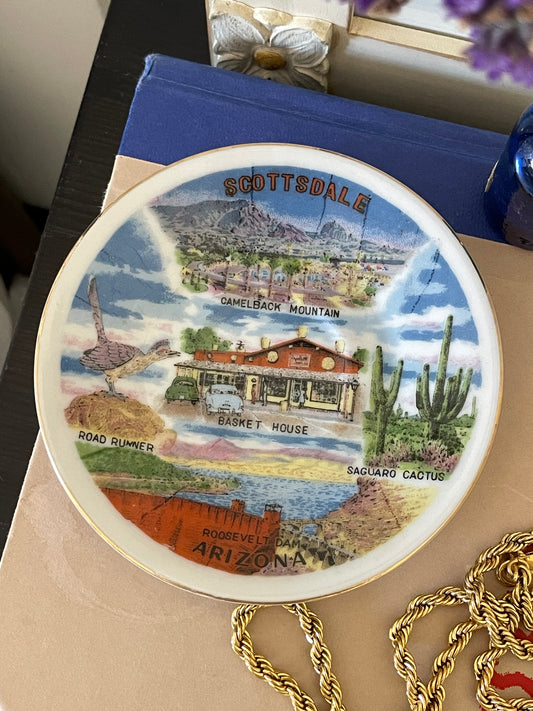 SCOTTSDALE
CAMELBACK MOUNTAIN
BASKET HOUSE
ROAD RUNNER
SAGUARO CACTUS
ROOSEVELT DAM
ARIZONA